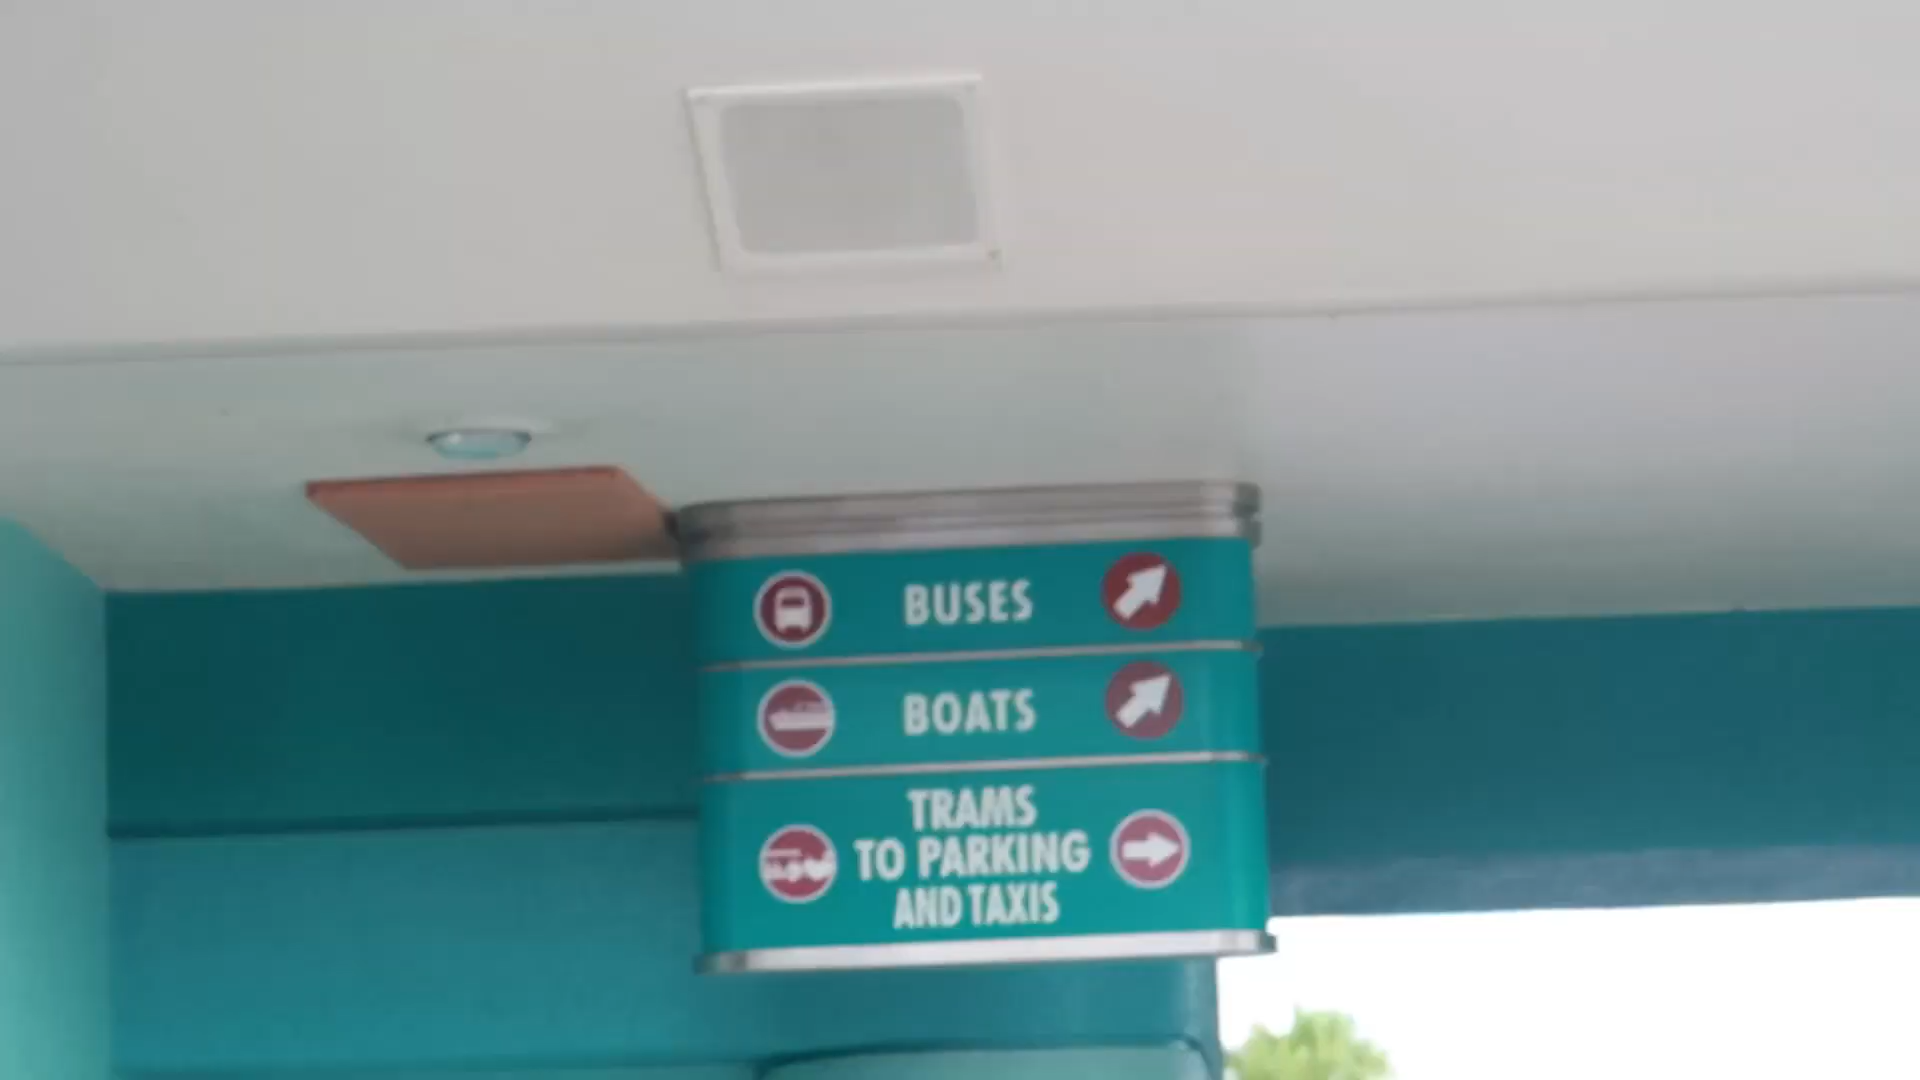 BUSES
BOATS
TRAMS
TO PARKING
AND TAXIS